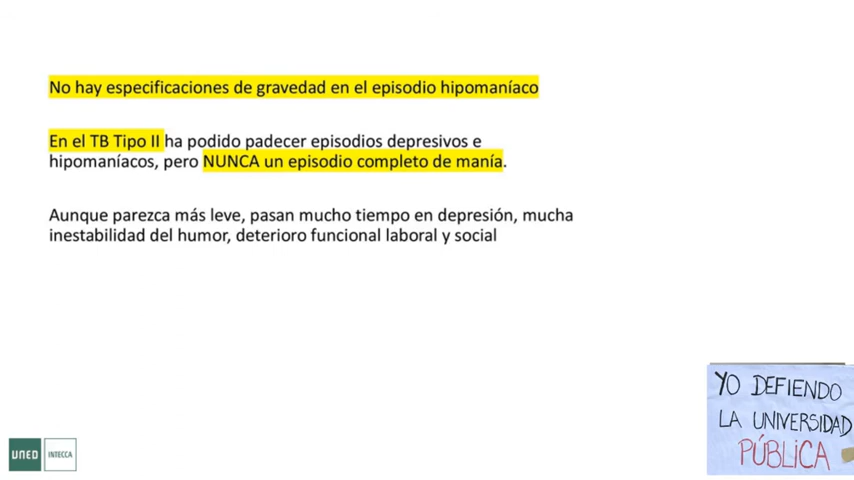 No hay especificaciones de gravedad en el episodio hipomaníaco
En el TB Tipo II ha podido padecer episodios depresivos e
hipomaníacos, pero NUNCA un episodio completo de manía.
Aunque parezca más leve, pasan mucho tiempo en depresión, mucha
inestabilidad del humor, deterioro funcional laboral y social
YO DEFIENDO
LA UNIVERSIDAD
PÚBLICA
UNED INTECCA